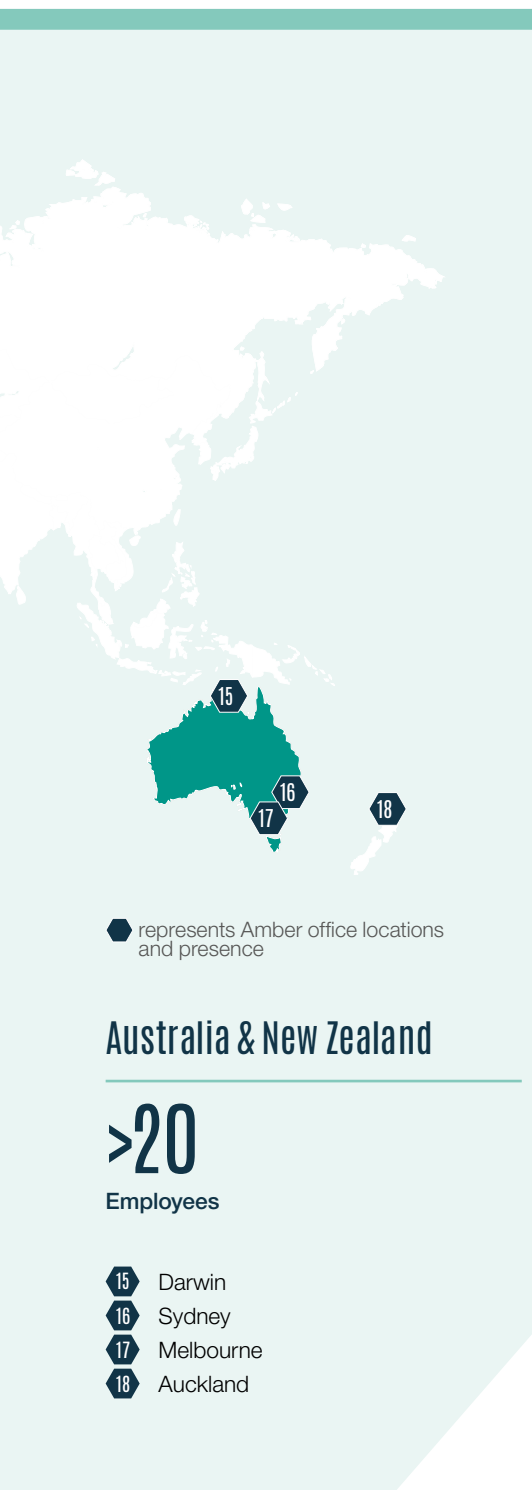 15
16
17
18
represents Amber office locations
and presence
Australia & New Zealand
>20
Employees
15 Darwin
16 Sydney
17 Melbourne
18 Auckland